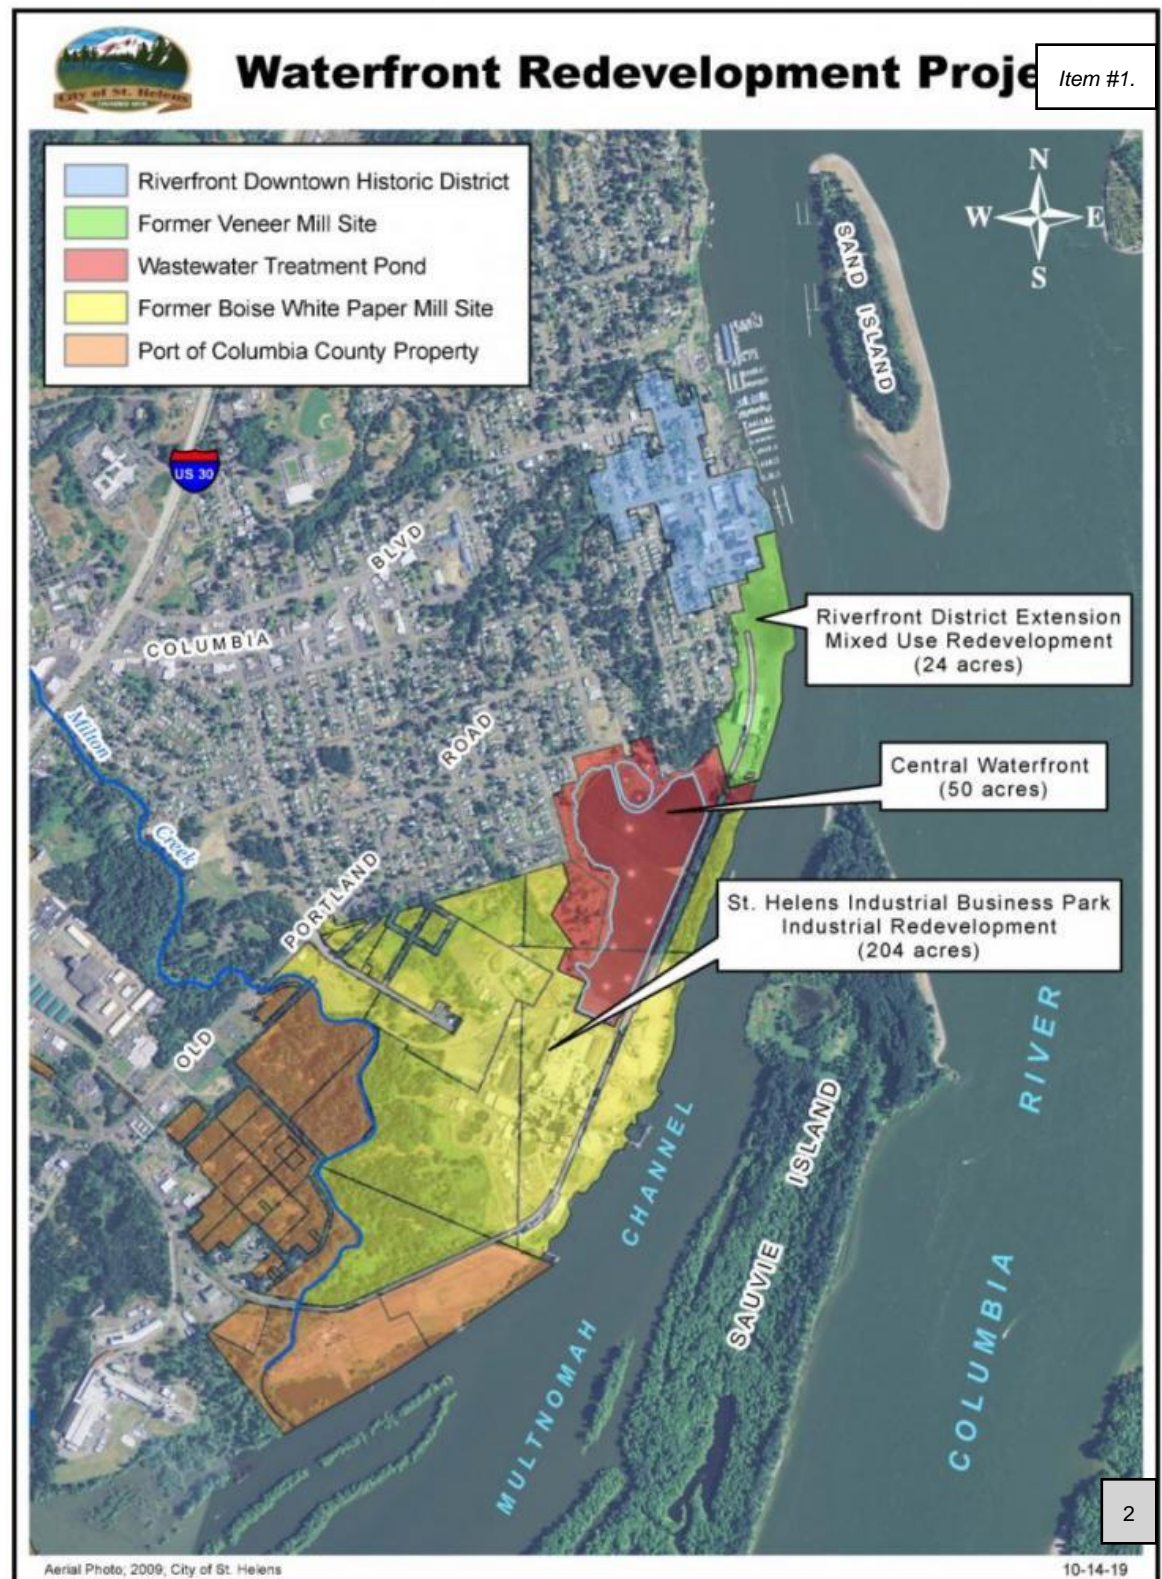 City of St. Helens
Waterfront Redevelopment Proje
Item #1.
Riverfront Downtown Historic District
Former Veneer Mill Site
Wastewater Treatment Pond
Former Boise White Paper Mill Site
Port of Columbia County Property
N
W E
S
SAND ISLAND
US 30
COLUMBIA BLVD
Riverfront District Extension
Mixed Use Redevelopment
(24 acres)
Milton Creek
Central Waterfront
(50 acres)
OLD PORTLAND ROAD
St. Helens Industrial Business Park
Industrial Redevelopment
(204 acres)
MULTNOMAH CHANNEL
SAUVIE ISLAND
COLUMBIA RIVER
2
Aerial Photo; 2009; City of St. Helens
10-14-19